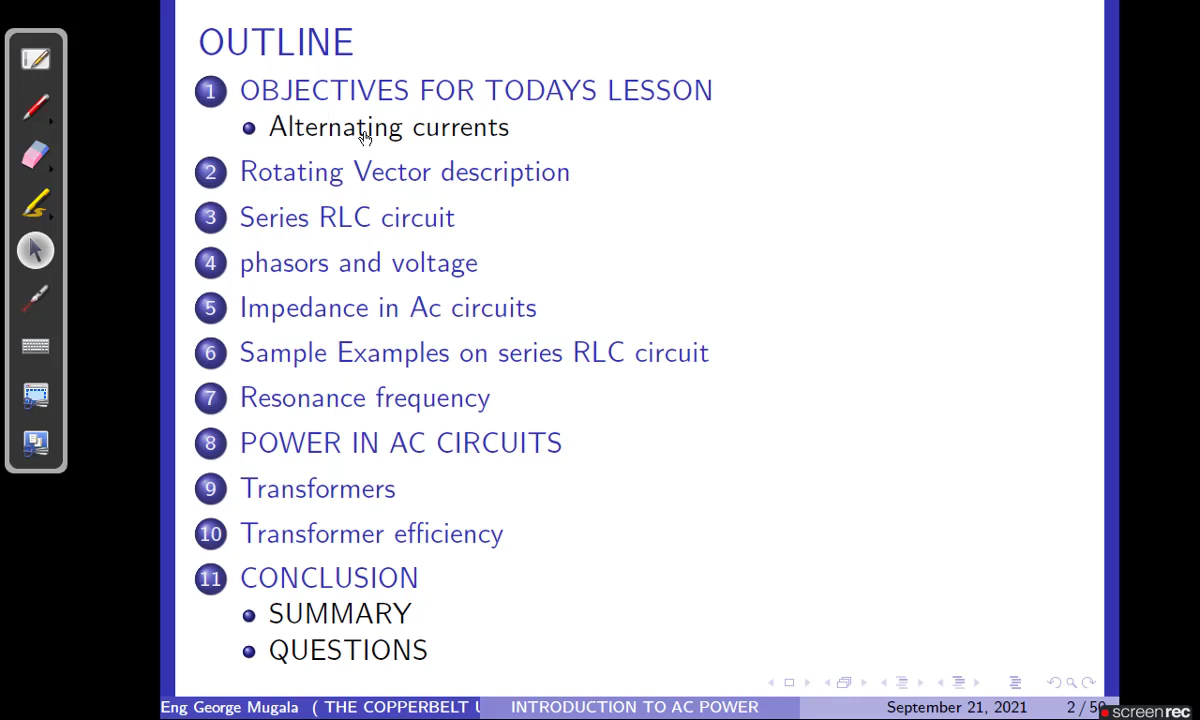 OUTLINE
1 OBJECTIVES FOR TODAYS LESSON
Alternating currents
2 Rotating Vector description
3 Series RLC circuit
4 phasors and voltage
5 Impedance in Ac circuits
6 Sample Examples on series RLC circuit
7 Resonance frequency
8 POWER IN AC CIRCUITS
9 Transformers
10 Transformer efficiency
11 CONCLUSION
SUMMARY
QUESTIONS
Eng George Mugala ( THE COPPERBELT INTRODUCTION TO AC POWER September 21, 2021 2 /
screenrec